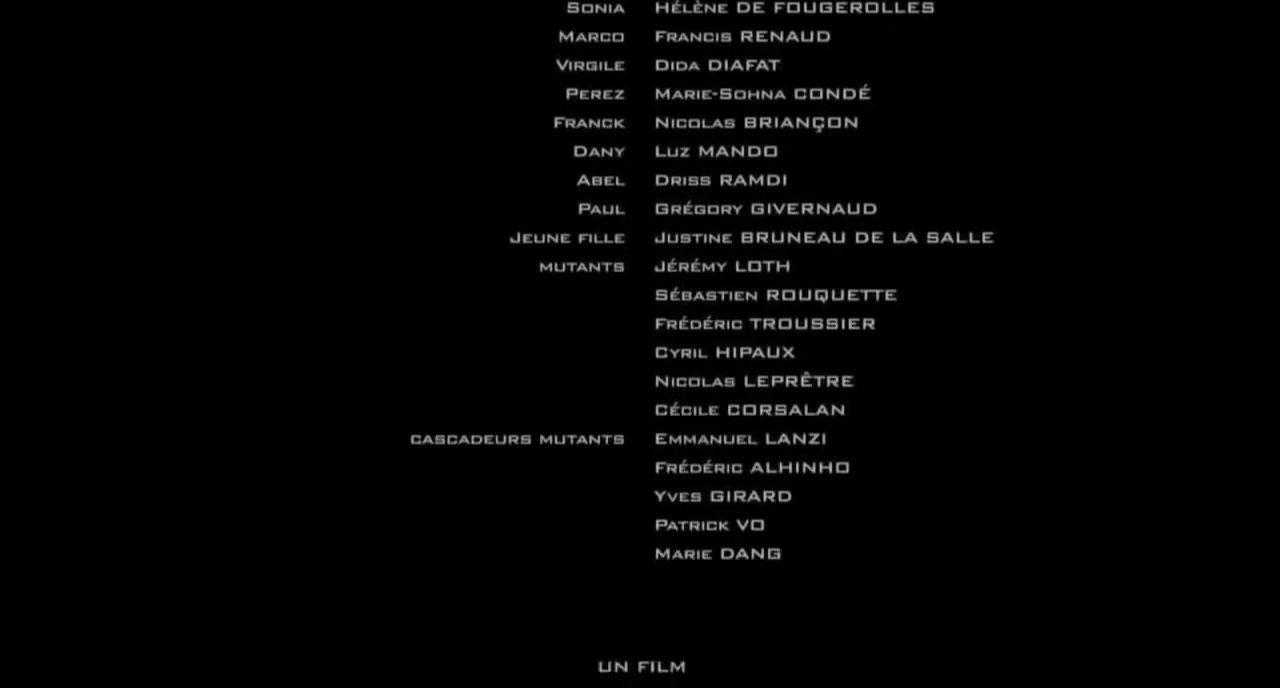 Sonia Hélène DE FOUGEROLLES
Marco Francis RENAUD
Virgile Dida DIAFAT
Perez Marie-Sohna CONDÉ
Franck Nicolas BRIANÇON
Dany Luz MANDO
Abel Driss RAMDI
Paul Grégory GIVERNAUD
Jeune fille Justine BRUNEAU DE LA SALLE
mutants Jérémy LOTH
Sébastien ROUQUETTE
Frédéric TROUSSIER
Cyril HIPAUX
Nicolas LEPRÊTRE
Cécile CORSALAN
cascadeurs mutants Emmanuel LANZI
Frédéric ALHINHO
Yves GIRARD
Patrick VO
Marie DANG
UN FILM